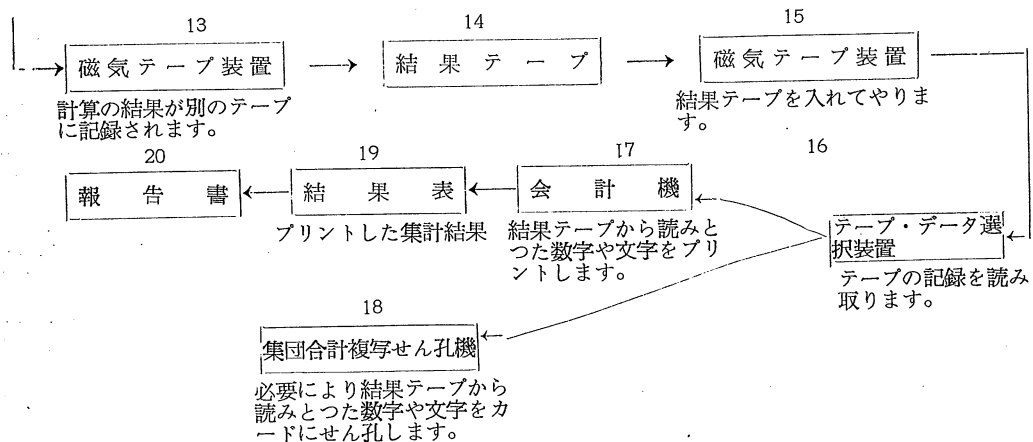 13
磁気テープ装置
計算の結果が別のテープ
に記録されます。
14
結果テープ
15
磁気テープ装置
結果テープを入れてやりま
す。
16
テープ・データ選
択装置
テープの記録を読み
取ります。
17
会計機
結果テープから読みと
つた数字や文字をプリ
ントします。
18
集団合計複写せん孔機
必要により結果テープから
読みとつた数字や文字をカ
ードにせん孔します。
19
結果表
プリントした集計結果
20
報告書